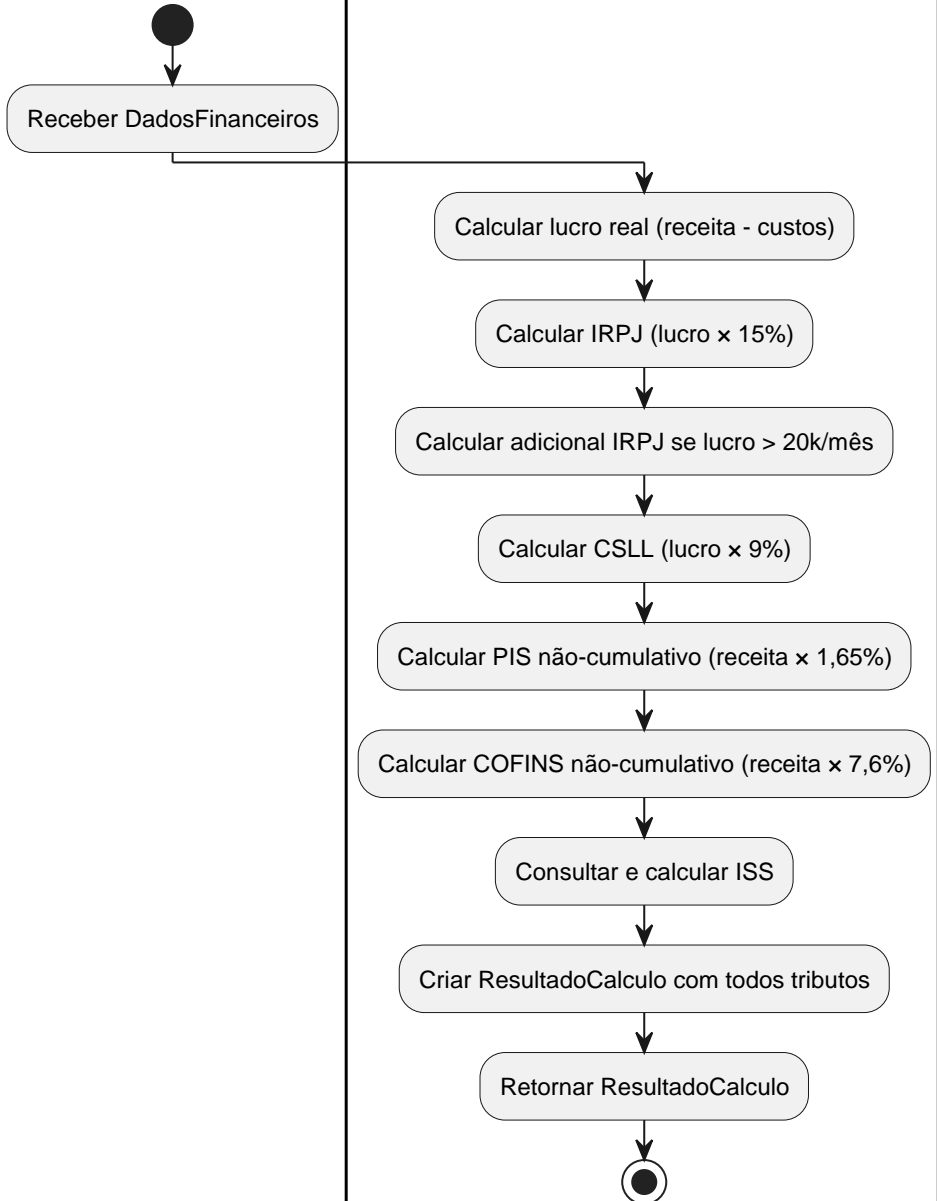 Receber DadosFinanceiros
Calcular lucro real (receita - custos)
Calcular IRPJ (lucro × 15%)
Calcular adicional IRPJ se lucro > 20k/mês
Calcular CSLL (lucro × 9%)
Calcular PIS não-cumulativo (receita × 1,65%)
Calcular COFINS não-cumulativo (receita × 7,6%)
Consultar e calcular ISS
Criar ResultadoCalculo com todos tributos
Retornar ResultadoCalculo